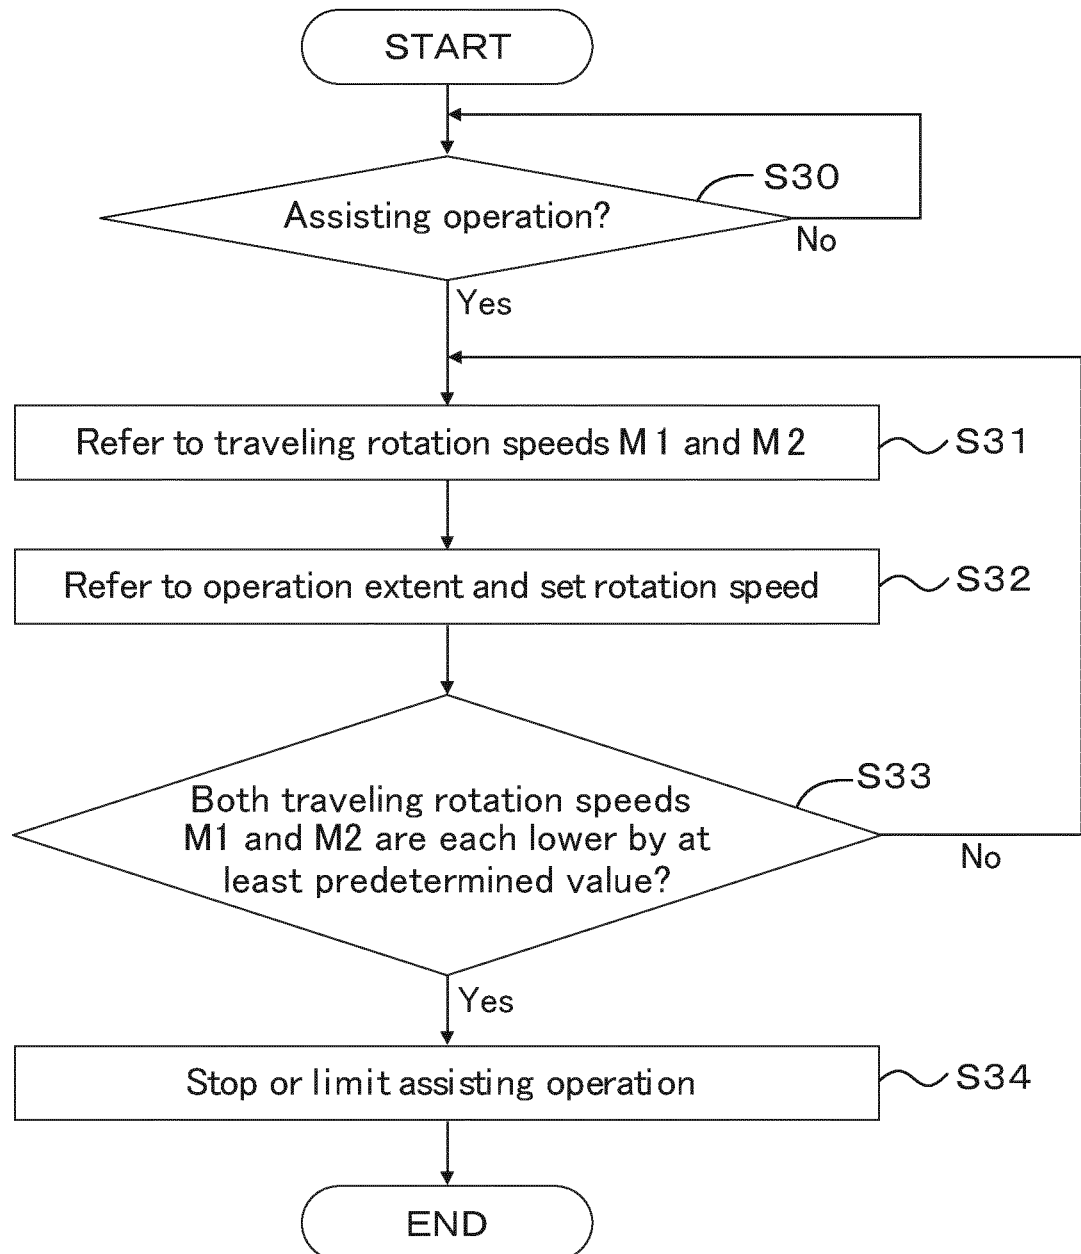 START
S30
Assisting operation?
No
Yes
Refer to traveling rotation speeds M1 and M2
S31
Refer to operation extent and set rotation speed
S32
S33
Both traveling rotation speeds
M1 and M2 are each lower by at
least predetermined value?
No
Yes
Stop or limit assisting operation
S34
END